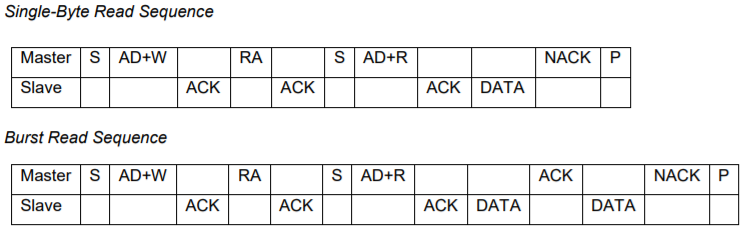 Single-Byte Read Sequence
Master S AD+W RA S AD+R NACK P
Slave ACK ACK ACK DATA
Burst Read Sequence
Master S AD+W RA S AD+R ACK NACK P
Slave ACK ACK ACK DATA DATA